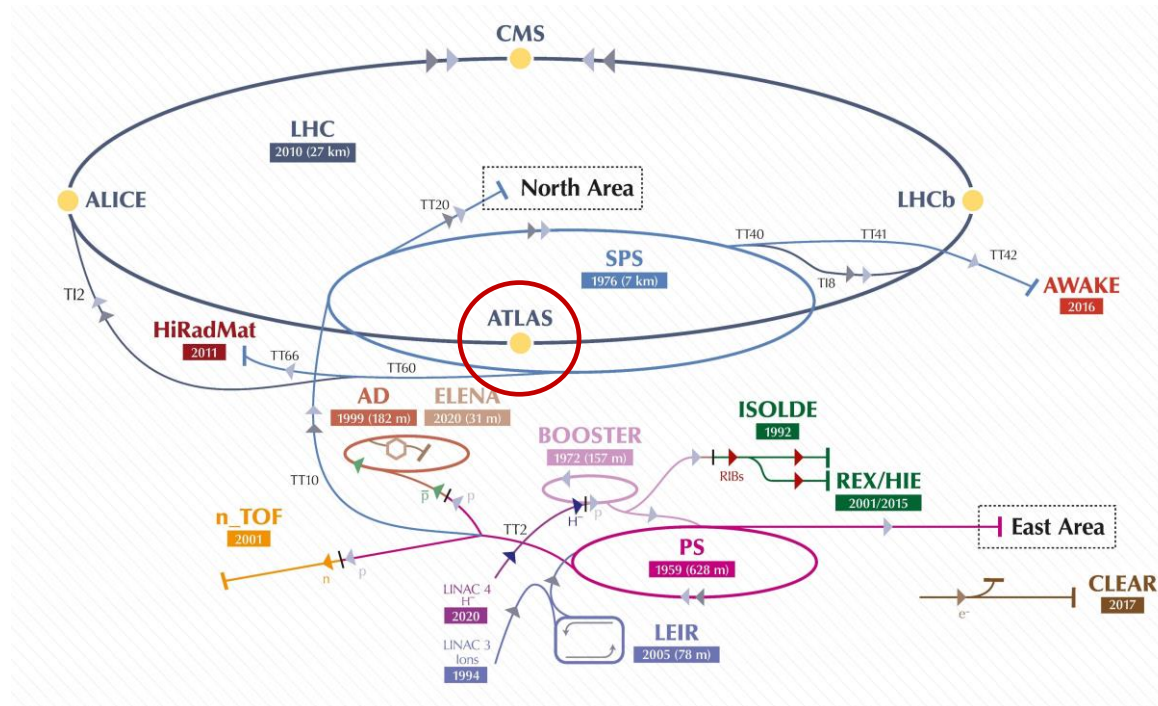 CMS
LHC
2010 (27 km)
ALICE
North Area
LHCb
TT20
TT40
TT41
TT42
SPS
1976 (7 km)
TI8
TI2
AWAKE
2016
ATLAS
HiRadMat
2011
TT66
TT60
AD
1999 (182 m)
ELENA
2020 (31 m)
ISOLDE
1992
BOOSTER
1972 (157 m)
RIBs
REX/HIE
2001/2015
TT10
p̅
p
H⁻
p
n_TOF
2001
TT2
East Area
n
p
PS
1959 (628 m)
LINAC 4
H⁻
2020
CLEAR
2017
e⁻
LINAC 3
Ions
1994
LEIR
2005 (78 m)